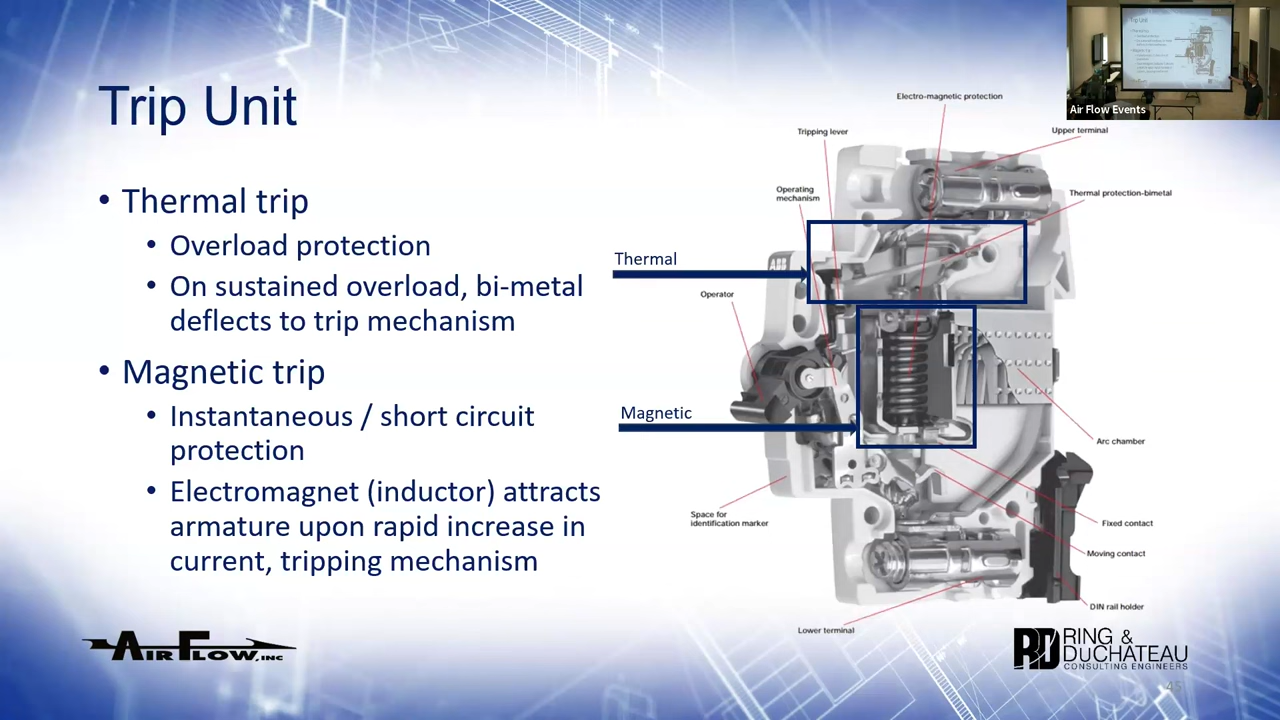 Trip Unit
• Thermal trip
• Overload protection
• On sustained overload, bi-metal
deflects to trip mechanism
• Magnetic trip
• Instantaneous / short circuit
protection
• Electromagnet (inductor) attracts
armature upon rapid increase in
current, tripping mechanism
Electro-magnetic protection
Tripping lever
Upper terminal
Operating
mechanism
Thermal protection-bimetal
Thermal
Operator
ABB
Magnetic
Arc chamber
Space for
identification marker
Fixed contact
Moving contact
DIN rail holder
Lower terminal
Air Flow Events
AIR FLOW, INC
RD RING &
DUCHATEAU
CONSULTING ENGINEERS
45